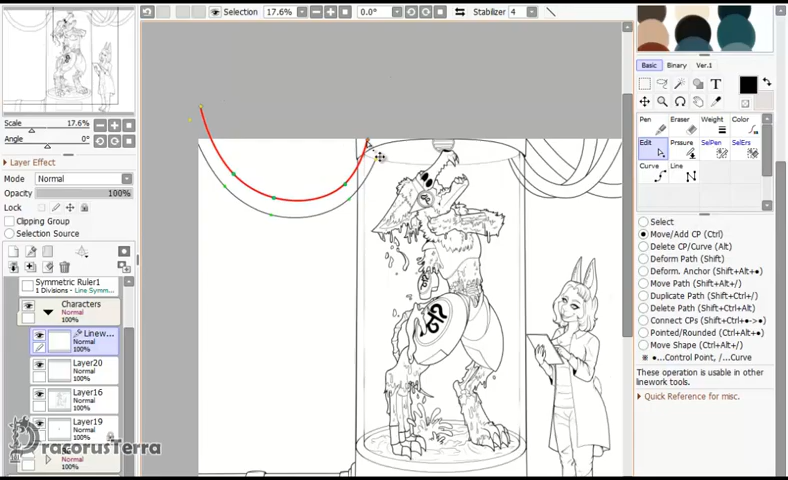 Selection 17.6% 0.0° Stabilizer 4
Scale 17.6%
Angle 0°
Layer Effect
Mode Normal
Opacity 100%
Lock
Clipping Group
Selection Source
Symmetric Ruler1
1 Divisions - Line Symm...
Characters
Normal
100%
Linew...
Normal
100%
Layer20
Normal
100%
Layer16
Normal
100%
Layer19
Normal
100%
Normal
100%
DracorusTerra
Basic Binary Ver.1
T
Pen Eraser Weight Color
Edit Prssure SelPen SelErs
Curve Line
Select
Move/Add CP (Ctrl)
Delete CP/Curve (Alt)
Deform Path (Shift)
Deform. Anchor (Shift+Alt+●)
Move Path (Shift+Alt+/)
Duplicate Path (Shift+Ctrl+/)
Delete Path (Shift+Ctrl+Alt)
Connect CPs (Shift+Ctrl+●->●)
Pointed/Rounded (Ctrl+Alt+●)
Move Shape (Ctrl+Alt+/)
※ ●...Control Point, /...Curve
These operation is usable in other
linework tools.
Quick Reference for misc.